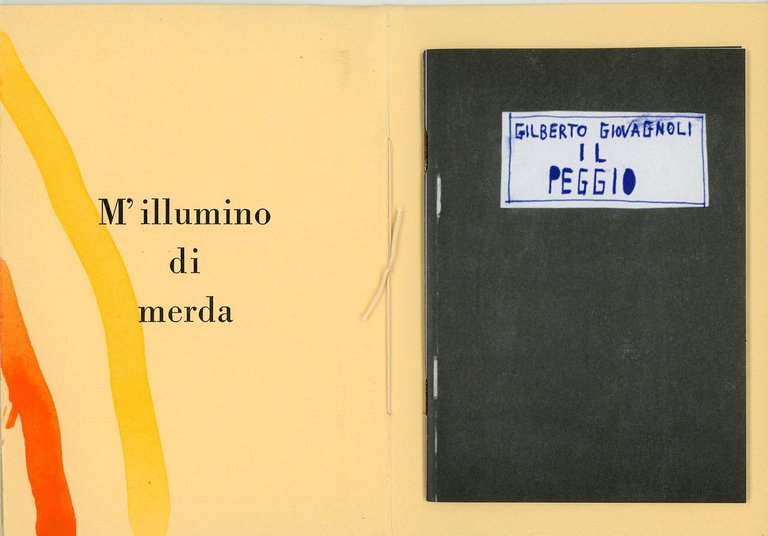 M' illumino
di
merda
GILBERTO GIOVAGNOLI
IL
PEGGIO